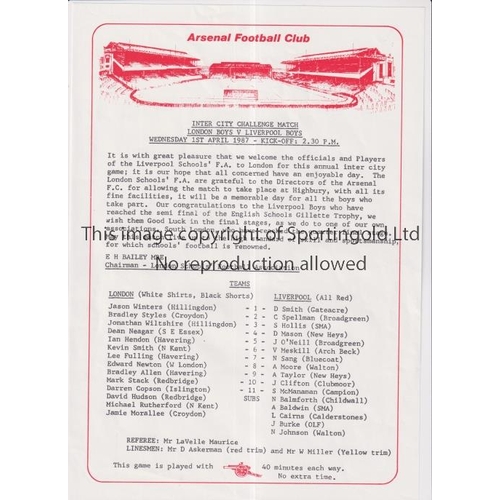 Arsenal Football Club
INTER CITY CHALLENGE MATCH
LONDON BOYS V LIVERPOOL BOYS
WEDNESDAY 1ST APRIL 1987 - KICK-OFF: 2.30 P.M.
It is with great pleasure that we welcome the officials and Players
of the Liverpool Schools' F.A. to London for this annual inter city
game; it is our hope that all concerned have an enjoyable day. The
London Schools' F.A. are grateful to the Directors of the Arsenal
F.C. for allowing the match to take place at Highbury, with all its
fine facilities, it will be a memorable day for all the boys who
take part. Our congratulations to the Liverpool Boys who have
reached the semi final of the English Schools Gillette Trophy, we
wish them Good Luck in the final stages, as we do to one of our own
associations, South London
This image is copyright of Sportingold Ltd
for which schools' football is renowned.
E H BAILEY MBE
Chairman - London Schools' Football Association
No reproduction allowed
TEAMS
LONDON (White Shirts, Black Shorts) LIVERPOOL (All Red)
Jason Winters (Hillingdon) - 1 - D Smith (Gateacre)
Bradley Styles (Croydon) - 2 - C Spellman (Broadgreen)
Jonathan Wiltshire (Hillingdon) - 3 - S Hollis (SMA)
Dean Neagar (S E Essex) - 4 - D Mason (New Heys)
Ian Hendon (Havering) - 5 - J O'Neill (Broadgreen)
Kevin Smith (N Kent) - 6 - V Meskill (Arch Beck)
Lee Fulling (Havering) - 7 - N Sang (Bluecoat)
Edward Newton (W London) - 8 - A Moore (Walton)
Bradley Allen (Havering) - 9 - A Taylor (New Heys)
Mark Stack (Redbridge) - 10 - J Clifton (Clubmoor)
Darren Copson (Islington) - 11 - S McManaman (Campion)
David Hudson (Redbridge) SUBS N Balmforth (Childwall)
Michael Rutherford (N Kent) A Baldwin (SMA)
Jamie Morallee (Croydon) L Cairns (Calderstones)
J Burke (OLF)
N Johnson (Walton)
REFEREE: Mr LaVelle Maurice
LINESMEN: Mr D Askerman (red trim) and Mr W Miller (Yellow trim)
This game is played with 40 minutes each way.
No extra time.